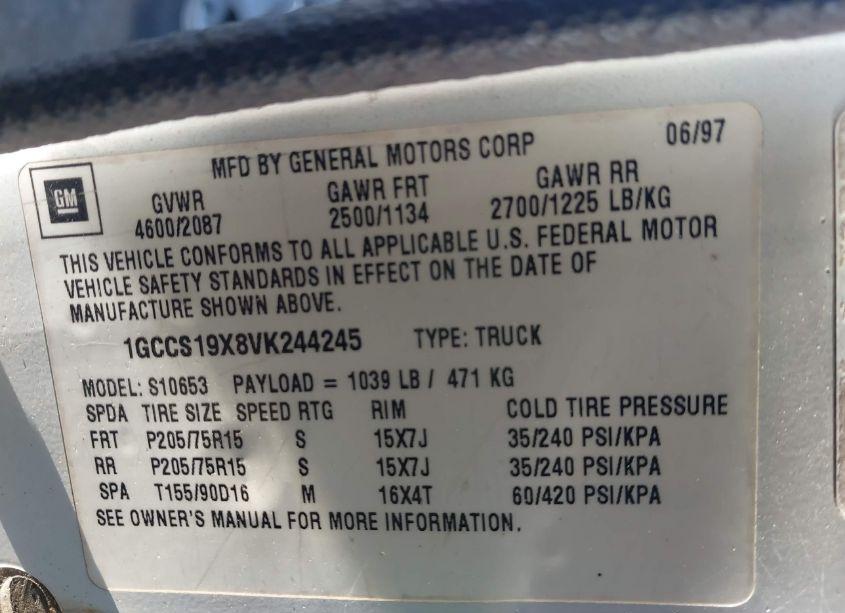 06/97
MFD BY GENERAL MOTORS CORP
GM
GVWR GAWR FRT GAWR RR
4600/2087 2500/1134 2700/1225 LB/KG
THIS VEHICLE CONFORMS TO ALL APPLICABLE U.S. FEDERAL MOTOR
VEHICLE SAFETY STANDARDS IN EFFECT ON THE DATE OF
MANUFACTURE SHOWN ABOVE.
1GCCS19X8VK244245 TYPE: TRUCK
MODEL: S10653 PAYLOAD = 1039 LB / 471 KG
SPDA TIRE SIZE SPEED RTG RIM COLD TIRE PRESSURE
FRT P205/75R15 S 15X7J 35/240 PSI/KPA
RR P205/75R15 S 15X7J 35/240 PSI/KPA
SPA T155/90D16 M 16X4T 60/420 PSI/KPA
SEE OWNER'S MANUAL FOR MORE INFORMATION.